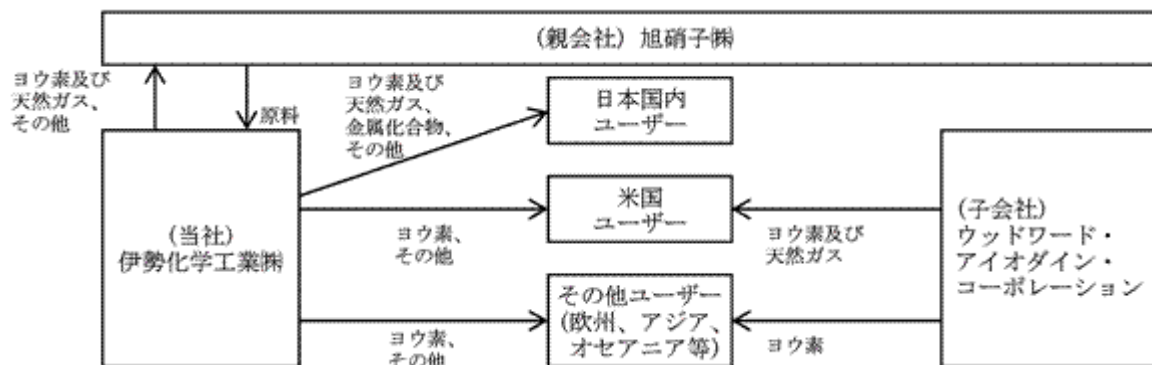 (親会社) 旭硝子㈱
ヨウ素及び
天然ガス、
その他
原料
ヨウ素及び
天然ガス、
金属化合物、
その他
日本国内
ユーザー
(当社)
伊勢化学工業㈱
米国
ユーザー
ヨウ素、
その他
ヨウ素及び
天然ガス
(子会社)
ウッドワード・
アイオダイン・
コーポレーション
その他ユーザー
(欧州、アジア、
オセアニア等)
ヨウ素、
その他
ヨウ素